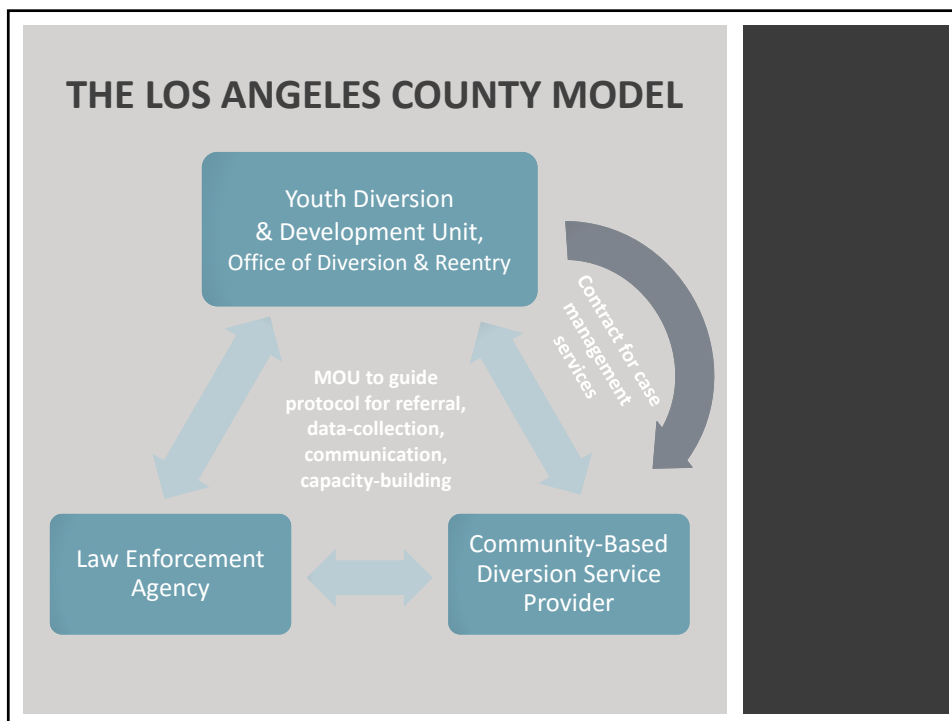 THE LOS ANGELES COUNTY MODEL
Youth Diversion
& Development Unit,
Office of Diversion & Reentry
Contract for case
management
services
MOU to guide
protocol for referral,
data-collection,
communication,
capacity-building
Law Enforcement
Agency
Community-Based
Diversion Service
Provider